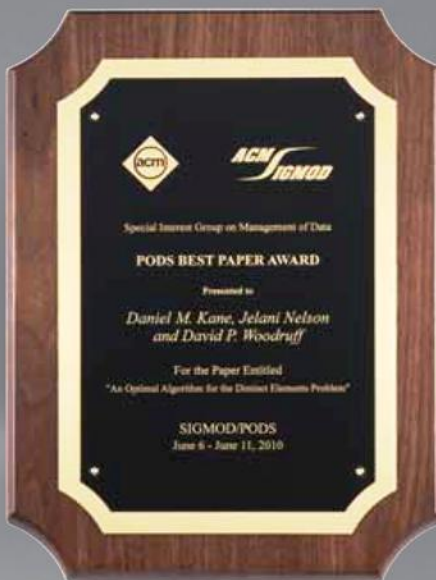 acm
ACM SIGMOD
Special Interest Group on Management of Data
PODS BEST PAPER AWARD
Presented to
Daniel M. Kane, Jelani Nelson
and David P. Woodruff
For the Paper Entitled
"An Optimal Algorithm for the Distinct Elements Problem"
SIGMOD/PODS
June 6 - June 11, 2010